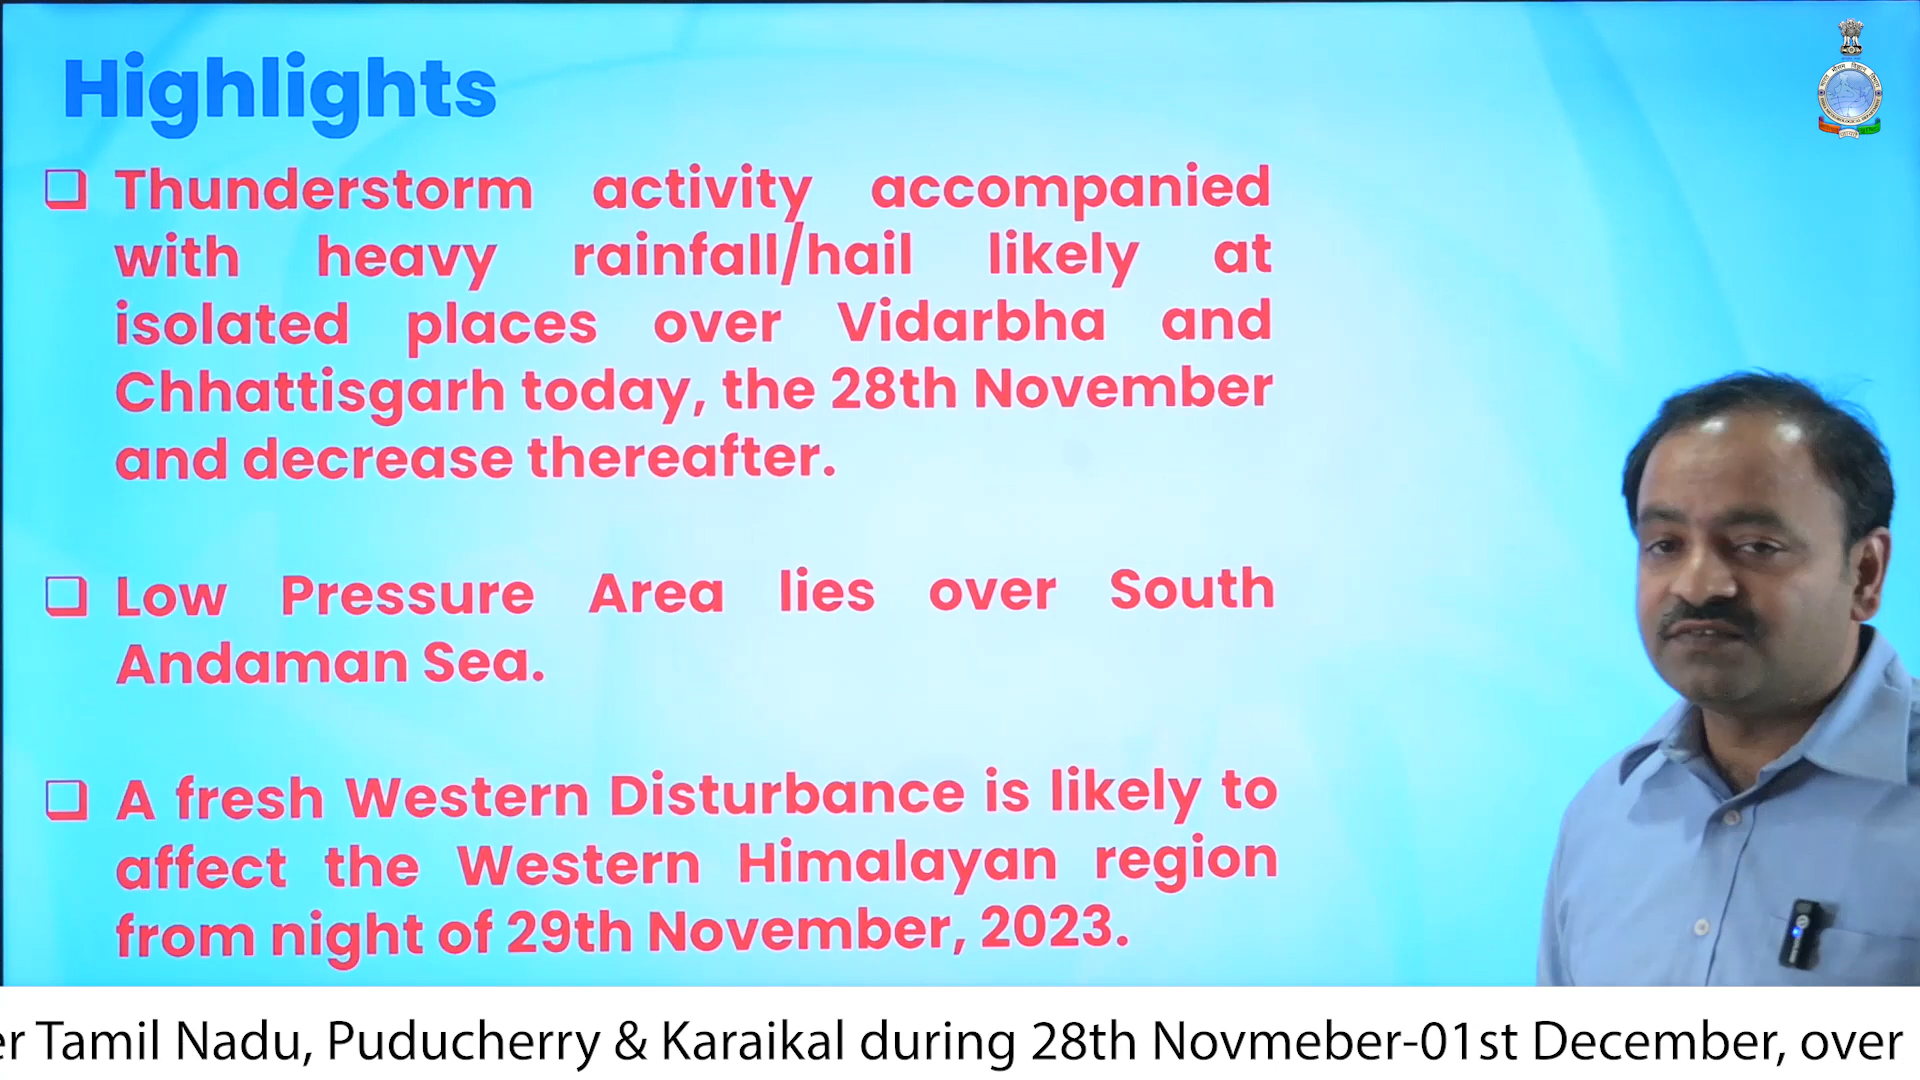 Highlights
Thunderstorm activity accompanied
with heavy rainfall/hail likely at
isolated places over Vidarbha and
Chhattisgarh today, the 28th November
and decrease thereafter.
Low Pressure Area lies over South
Andaman Sea.
A fresh Western Disturbance is likely to
affect the Western Himalayan region
from night of 29th November, 2023.
er Tamil Nadu, Puducherry & Karaikal during 28th Novmeber-01st December, over